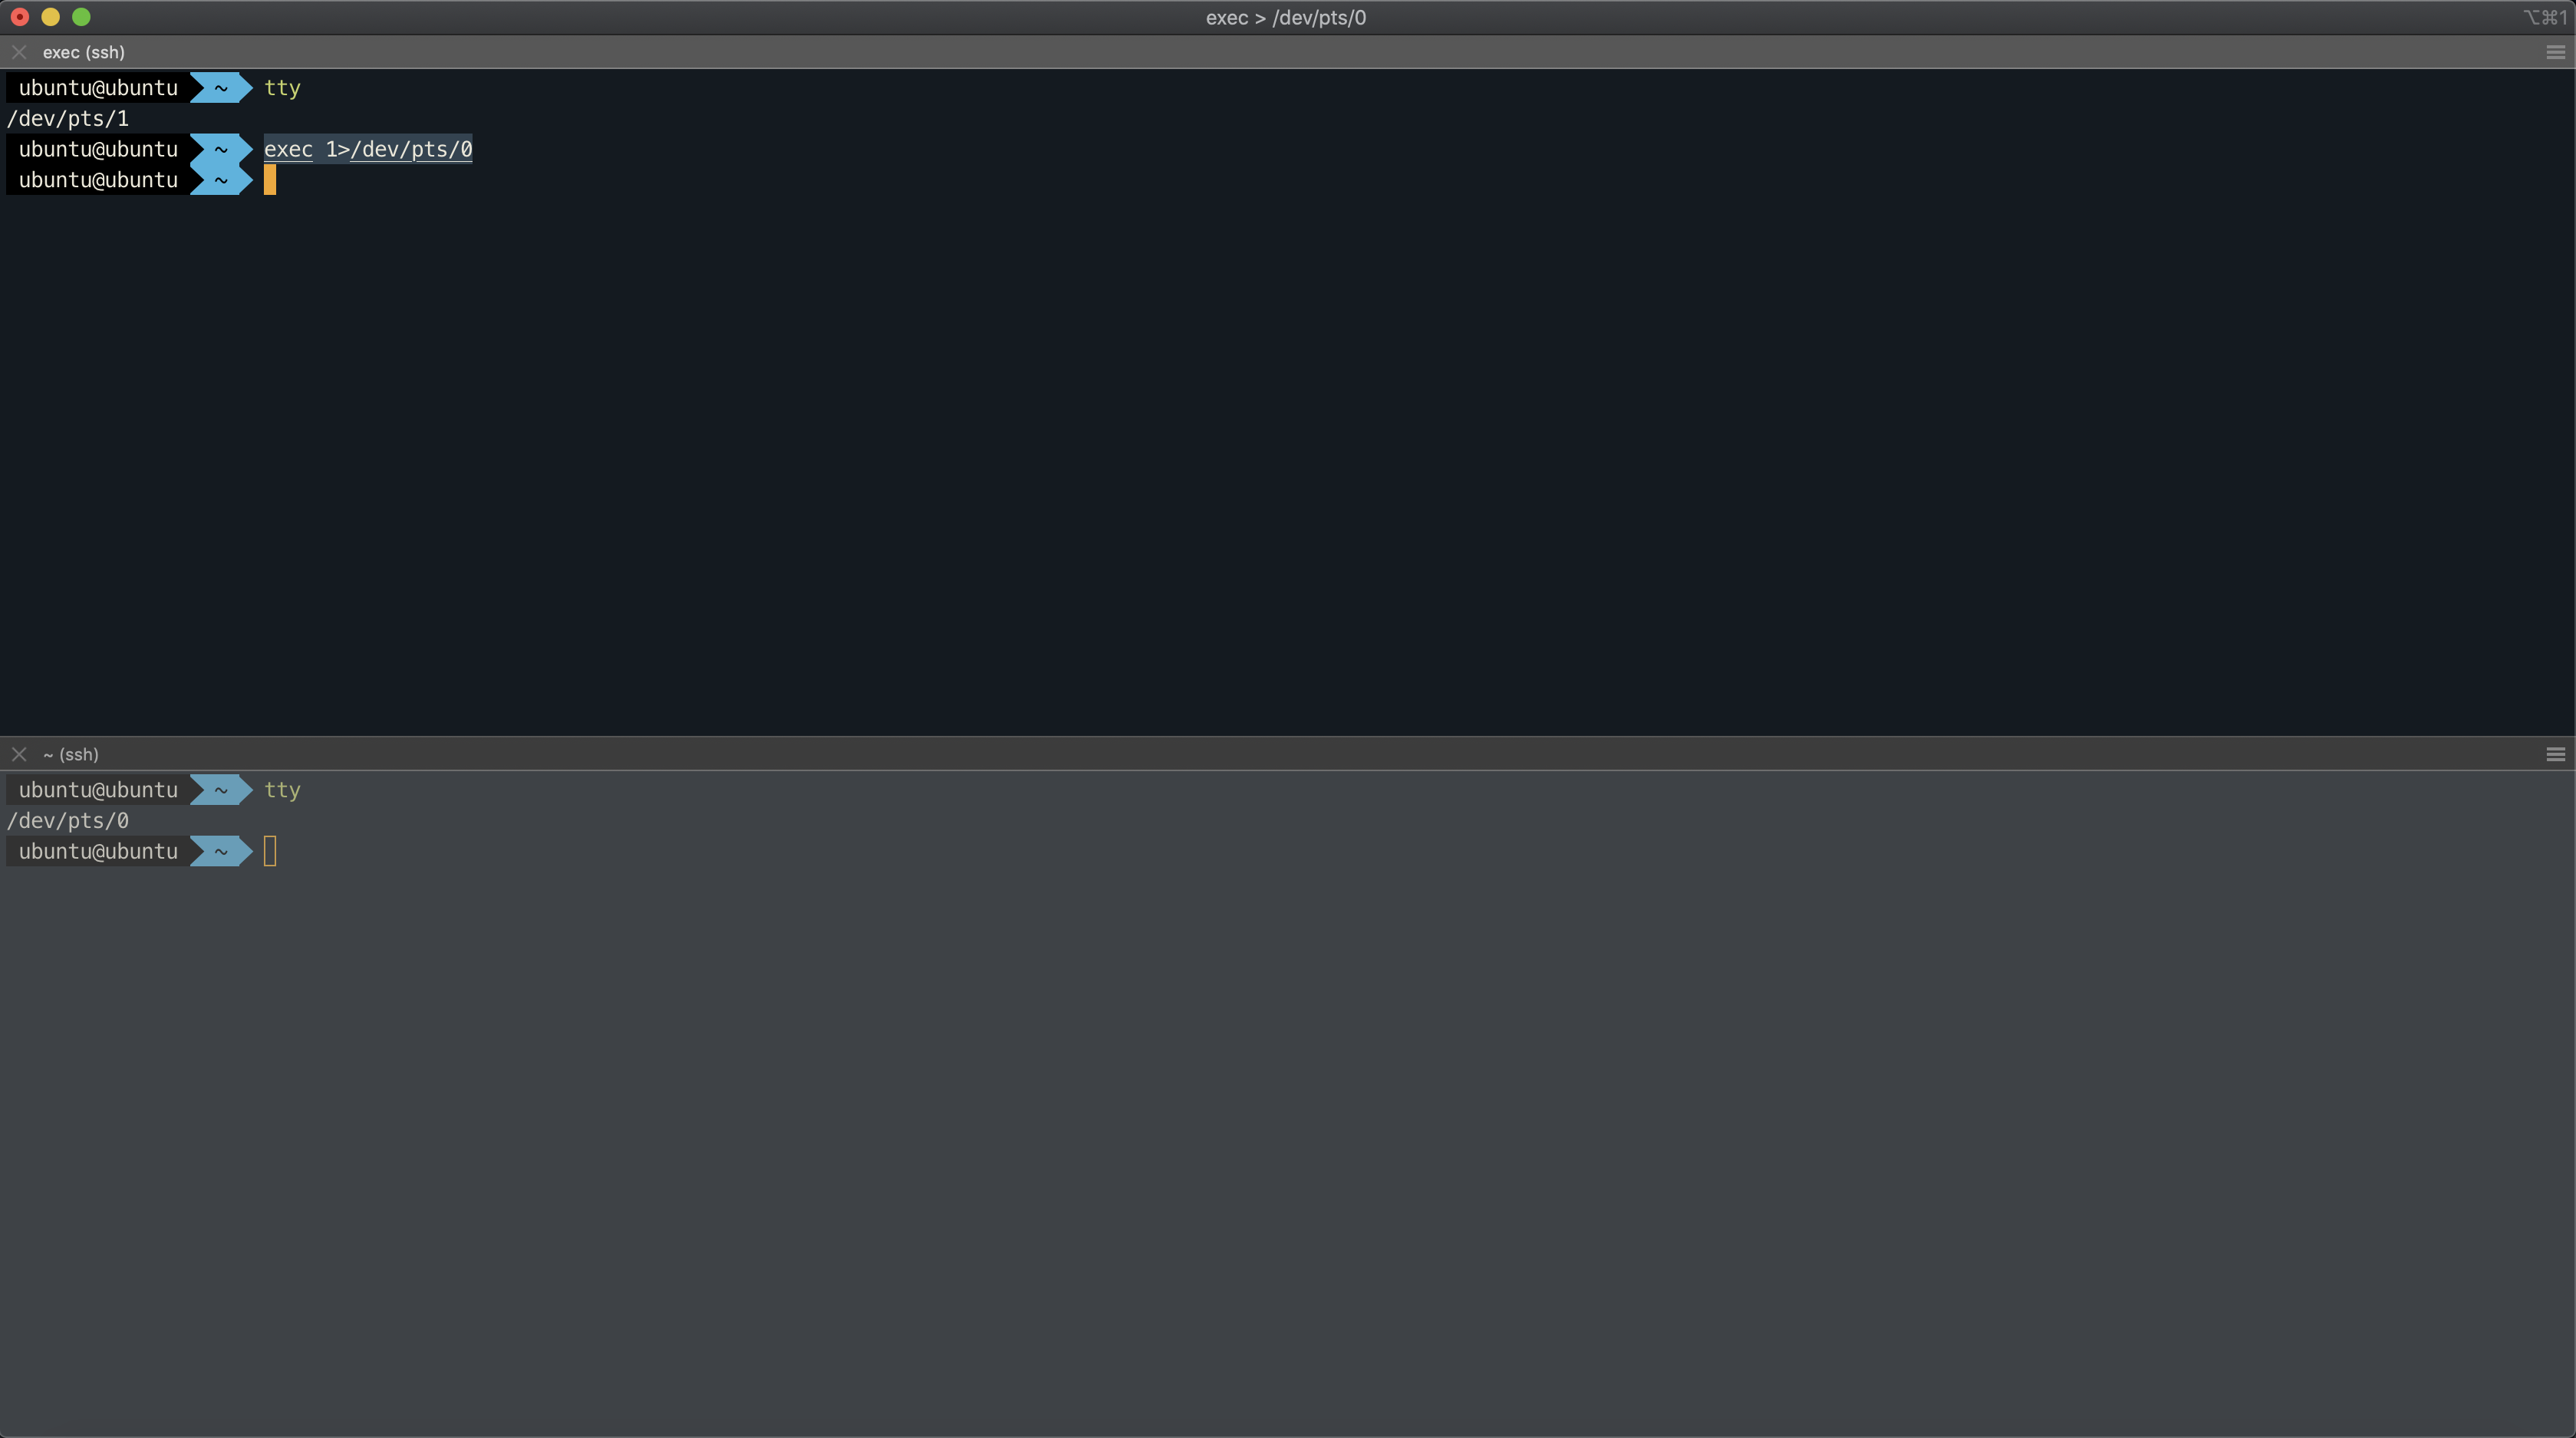 exec > /dev/pts/0
⌥⌘1
exec (ssh)
ubuntu@ubuntu ~ tty
/dev/pts/1
ubuntu@ubuntu ~ exec 1>/dev/pts/0
ubuntu@ubuntu ~
~ (ssh)
ubuntu@ubuntu ~ tty
/dev/pts/0
ubuntu@ubuntu ~